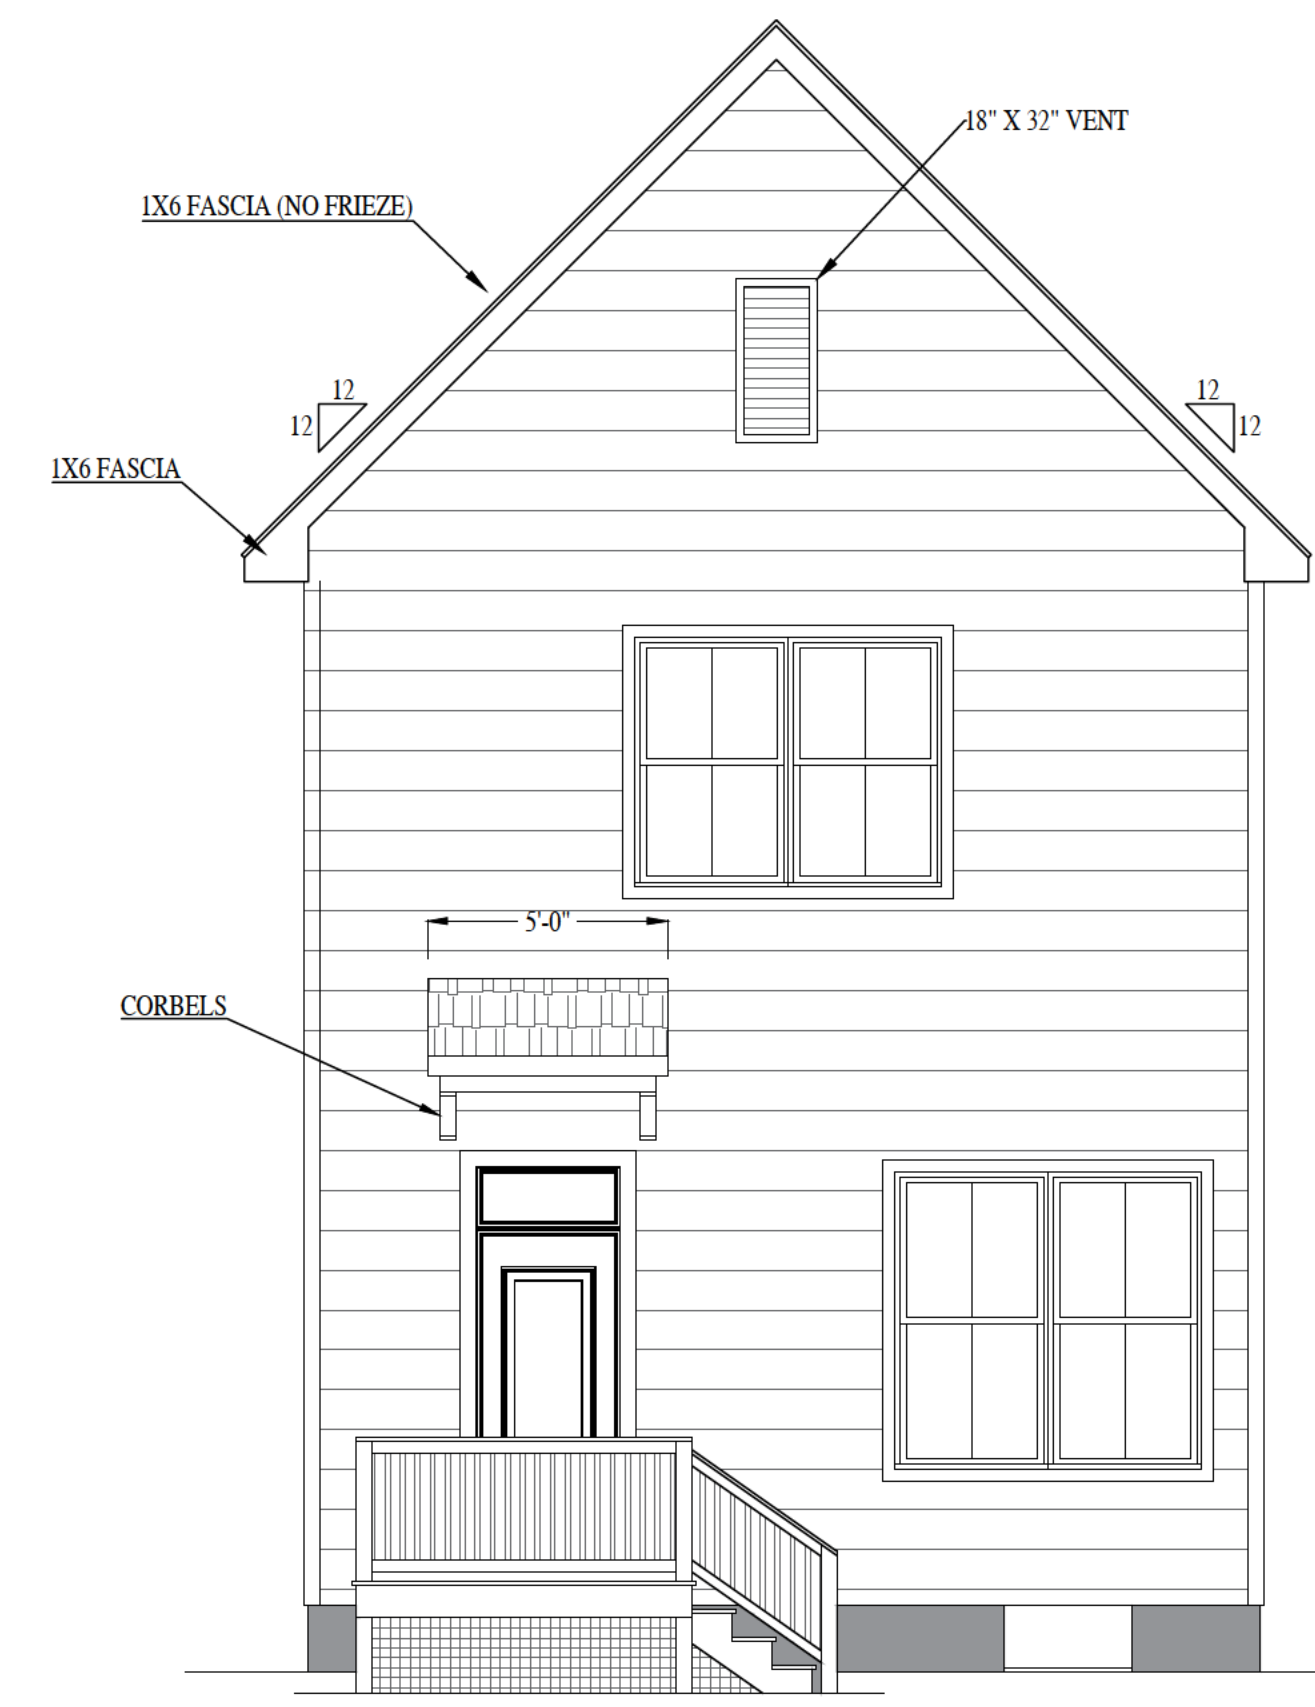 18" X 32" VENT
1X6 FASCIA (NO FRIEZE)
12
12
12
12
1X6 FASCIA
5'-0"
CORBELS